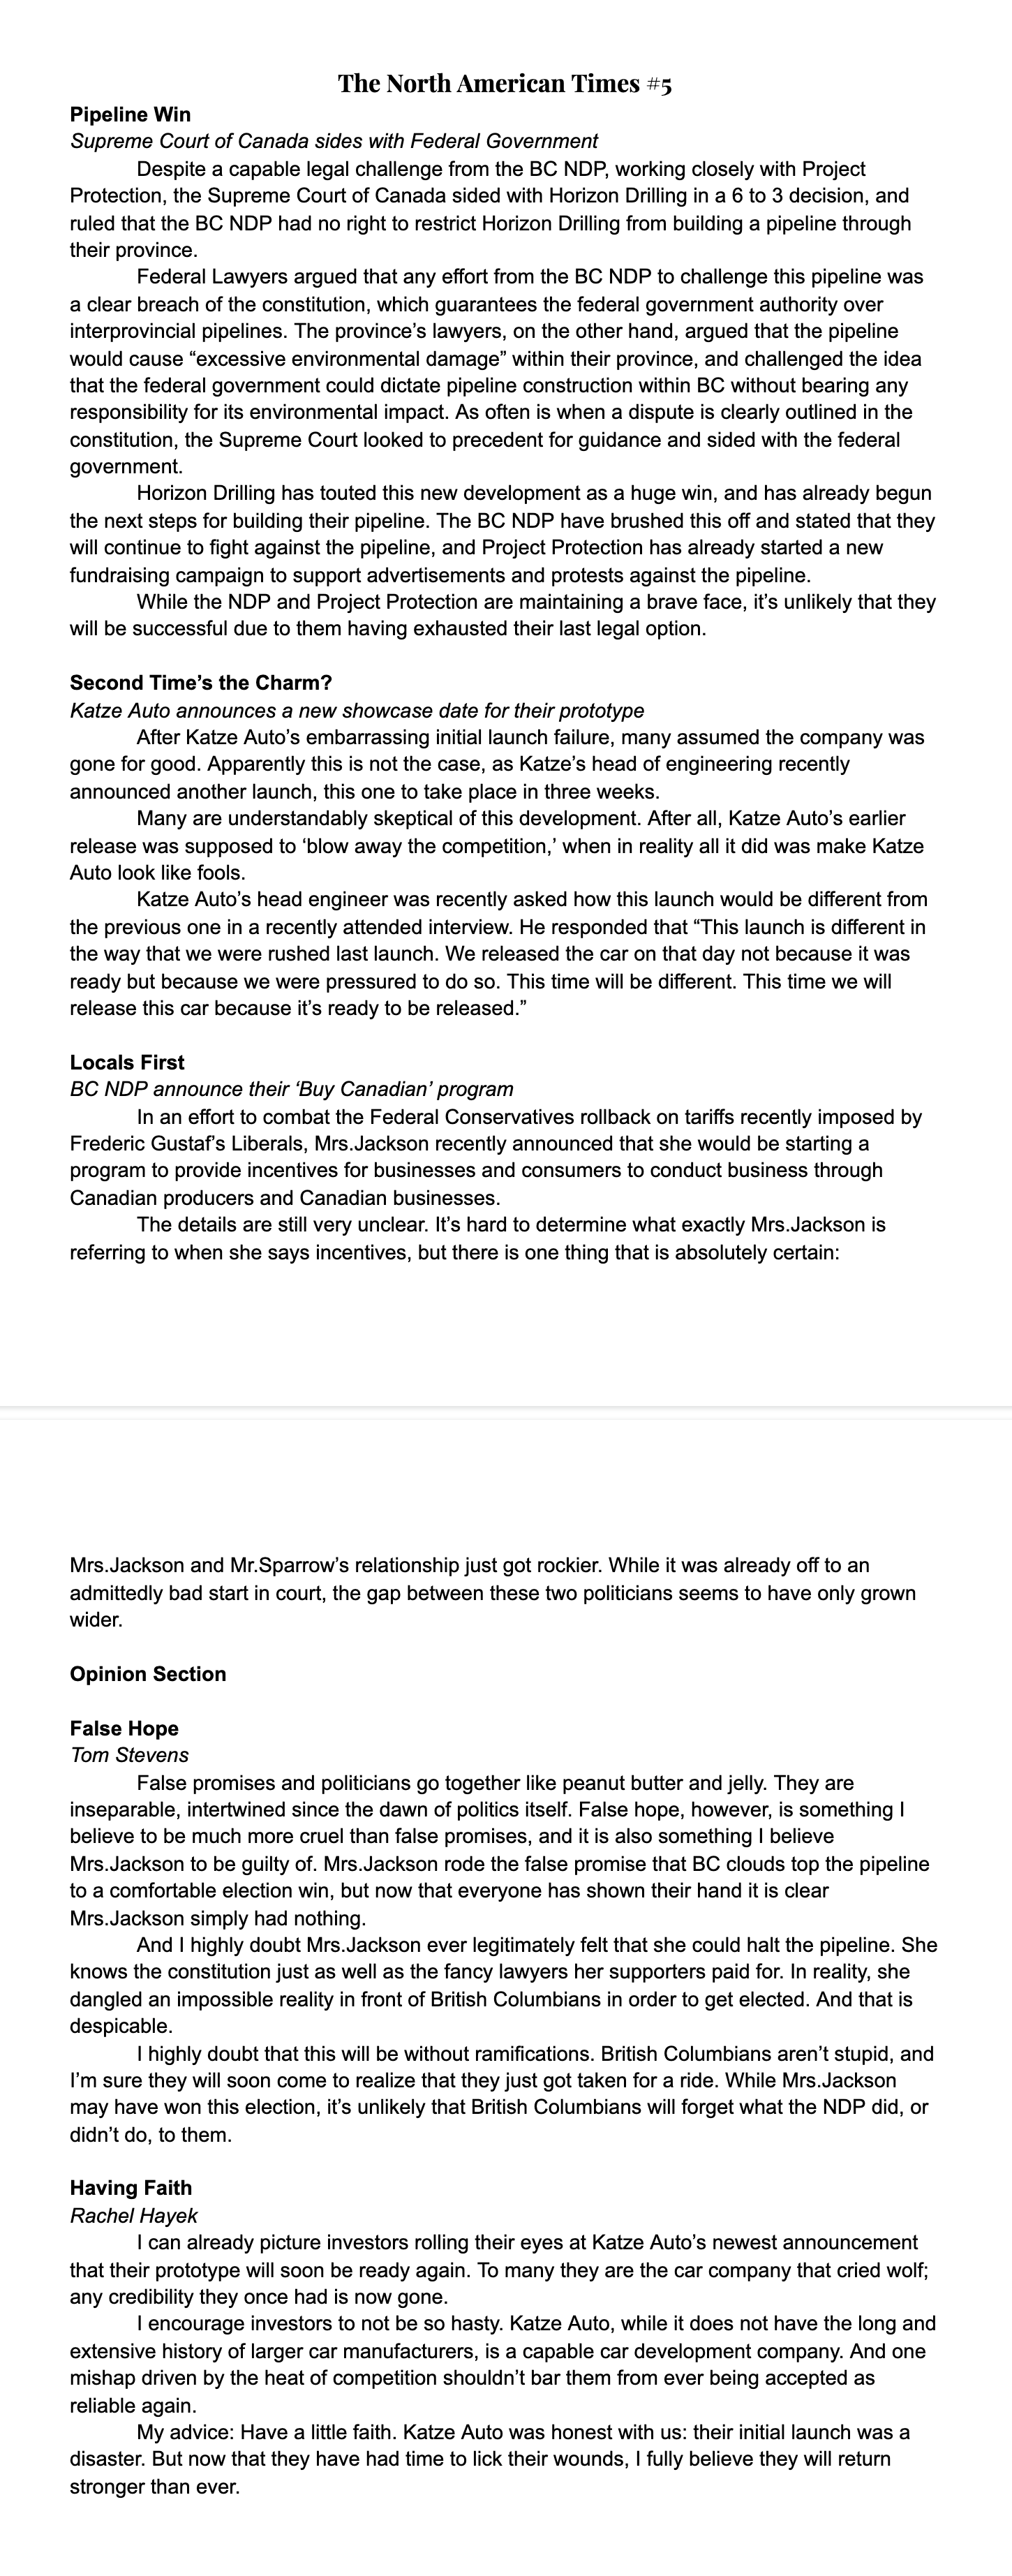 The North American Times #5
Pipeline Win
Supreme Court of Canada sides with Federal Government
Despite a capable legal challenge from the BC NDP, working closely with Project
Protection, the Supreme Court of Canada sided with Horizon Drilling in a 6 to 3 decision, and
ruled that the BC NDP had no right to restrict Horizon Drilling from building a pipeline through
their province.
Federal Lawyers argued that any effort from the BC NDP to challenge this pipeline was
a clear breach of the constitution, which guarantees the federal government authority over
interprovincial pipelines. The province’s lawyers, on the other hand, argued that the pipeline
would cause “excessive environmental damage” within their province, and challenged the idea
that the federal government could dictate pipeline construction within BC without bearing any
responsibility for its environmental impact. As often is when a dispute is clearly outlined in the
constitution, the Supreme Court looked to precedent for guidance and sided with the federal
government.
Horizon Drilling has touted this new development as a huge win, and has already begun
the next steps for building their pipeline. The BC NDP have brushed this off and stated that they
will continue to fight against the pipeline, and Project Protection has already started a new
fundraising campaign to support advertisements and protests against the pipeline.
While the NDP and Project Protection are maintaining a brave face, it’s unlikely that they
will be successful due to them having exhausted their last legal option.
Second Time’s the Charm?
Katze Auto announces a new showcase date for their prototype
After Katze Auto’s embarrassing initial launch failure, many assumed the company was
gone for good. Apparently this is not the case, as Katze’s head of engineering recently
announced another launch, this one to take place in three weeks.
Many are understandably skeptical of this development. After all, Katze Auto’s earlier
release was supposed to ‘blow away the competition,’ when in reality all it did was make Katze
Auto look like fools.
Katze Auto’s head engineer was recently asked how this launch would be different from
the previous one in a recently attended interview. He responded that “This launch is different in
the way that we were rushed last launch. We released the car on that day not because it was
ready but because we were pressured to do so. This time will be different. This time we will
release this car because it’s ready to be released.”
Locals First
BC NDP announce their ‘Buy Canadian’ program
In an effort to combat the Federal Conservatives rollback on tariffs recently imposed by
Frederic Gustaf’s Liberals, Mrs.Jackson recently announced that she would be starting a
program to provide incentives for businesses and consumers to conduct business through
Canadian producers and Canadian businesses.
The details are still very unclear. It’s hard to determine what exactly Mrs.Jackson is
referring to when she says incentives, but there is one thing that is absolutely certain:
Mrs.Jackson and Mr.Sparrow’s relationship just got rockier. While it was already off to an
admittedly bad start in court, the gap between these two politicians seems to have only grown
wider.
Opinion Section
False Hope
Tom Stevens
False promises and politicians go together like peanut butter and jelly. They are
inseparable, intertwined since the dawn of politics itself. False hope, however, is something I
believe to be much more cruel than false promises, and it is also something I believe
Mrs.Jackson to be guilty of. Mrs.Jackson rode the false promise that BC clouds top the pipeline
to a comfortable election win, but now that everyone has shown their hand it is clear
Mrs.Jackson simply had nothing.
And I highly doubt Mrs.Jackson ever legitimately felt that she could halt the pipeline. She
knows the constitution just as well as the fancy lawyers her supporters paid for. In reality, she
dangled an impossible reality in front of British Columbians in order to get elected. And that is
despicable.
I highly doubt that this will be without ramifications. British Columbians aren’t stupid, and
I’m sure they will soon come to realize that they just got taken for a ride. While Mrs.Jackson
may have won this election, it’s unlikely that British Columbians will forget what the NDP did, or
didn’t do, to them.
Having Faith
Rachel Hayek
I can already picture investors rolling their eyes at Katze Auto’s newest announcement
that their prototype will soon be ready again. To many they are the car company that cried wolf;
any credibility they once had is now gone.
I encourage investors to not be so hasty. Katze Auto, while it does not have the long and
extensive history of larger car manufacturers, is a capable car development company. And one
mishap driven by the heat of competition shouldn’t bar them from ever being accepted as
reliable again.
My advice: Have a little faith. Katze Auto was honest with us: their initial launch was a
disaster. But now that they have had time to lick their wounds, I fully believe they will return
stronger than ever.